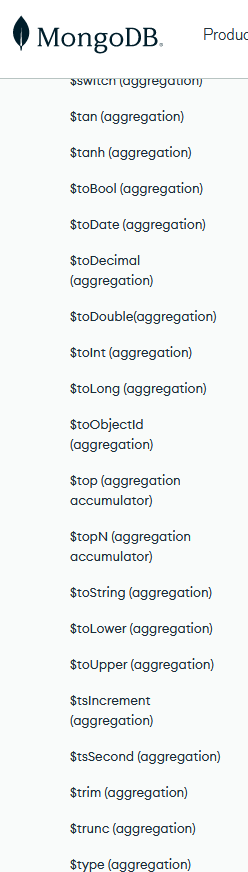 MongoDB®
Produc
$switch (aggregation)
$tan (aggregation)
$tanh (aggregation)
$toBool (aggregation)
$toDate (aggregation)
$toDecimal
(aggregation)
$toDouble(aggregation)
$toInt (aggregation)
$toLong (aggregation)
$toObjectId
(aggregation)
$top (aggregation
accumulator)
$topN (aggregation
accumulator)
$toString (aggregation)
$toLower (aggregation)
$toUpper (aggregation)
$tsIncrement
(aggregation)
$tsSecond (aggregation)
$trim (aggregation)
$trunc (aggregation)
$type (aggregation)